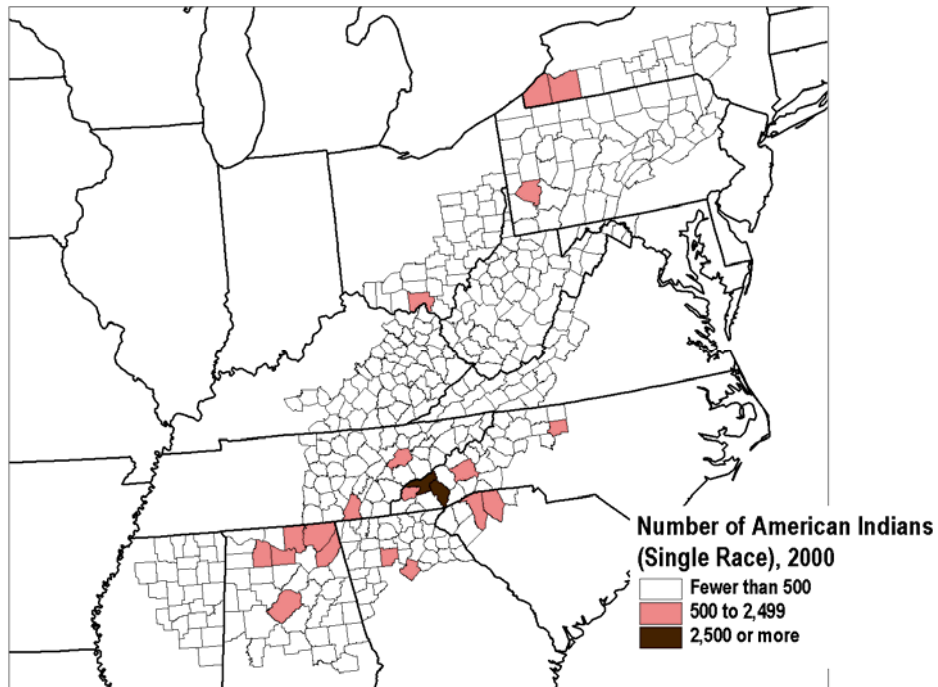 Number of American Indians
(Single Race), 2000
Fewer than 500
500 to 2,499
2,500 or more